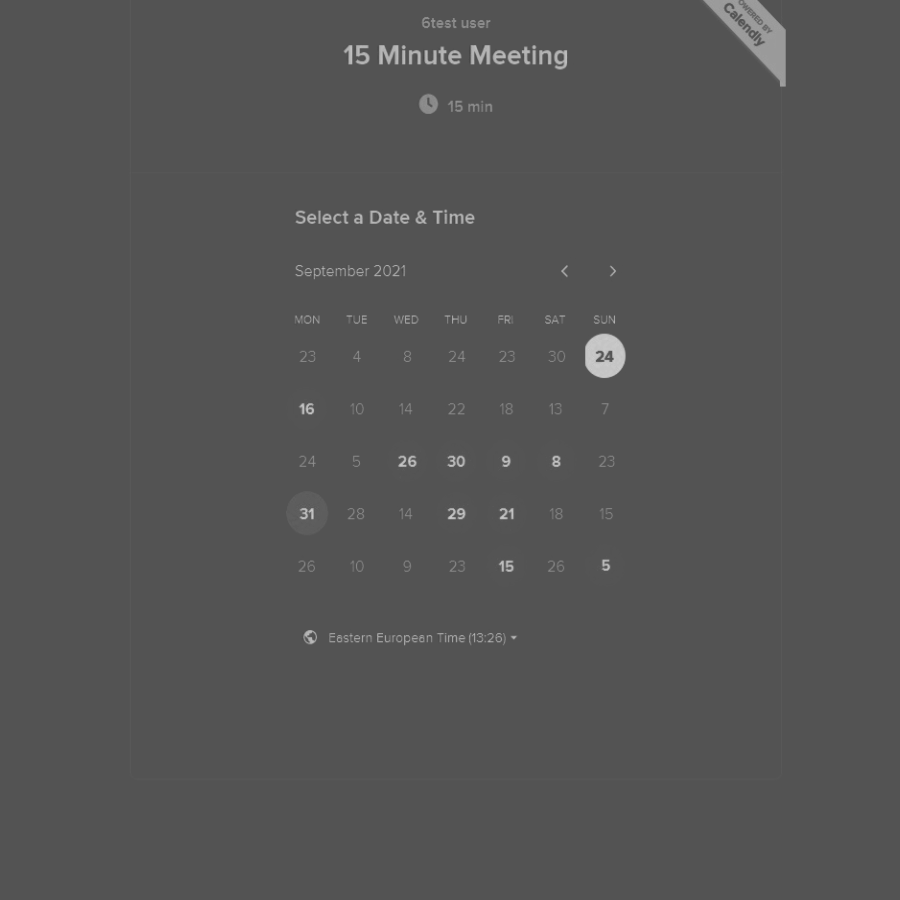 6test user
15 Minute Meeting
POWERED BY
Calendly
15 min
Select a Date & Time
September 2021
MON TUE WED THU FRI SAT SUN
23 4 8 24 23 30 24
16 10 14 22 18 13 7
24 5 26 30 9 8 23
31 28 14 29 21 18 15
26 10 9 23 15 26 5
Eastern European Time (13:26)